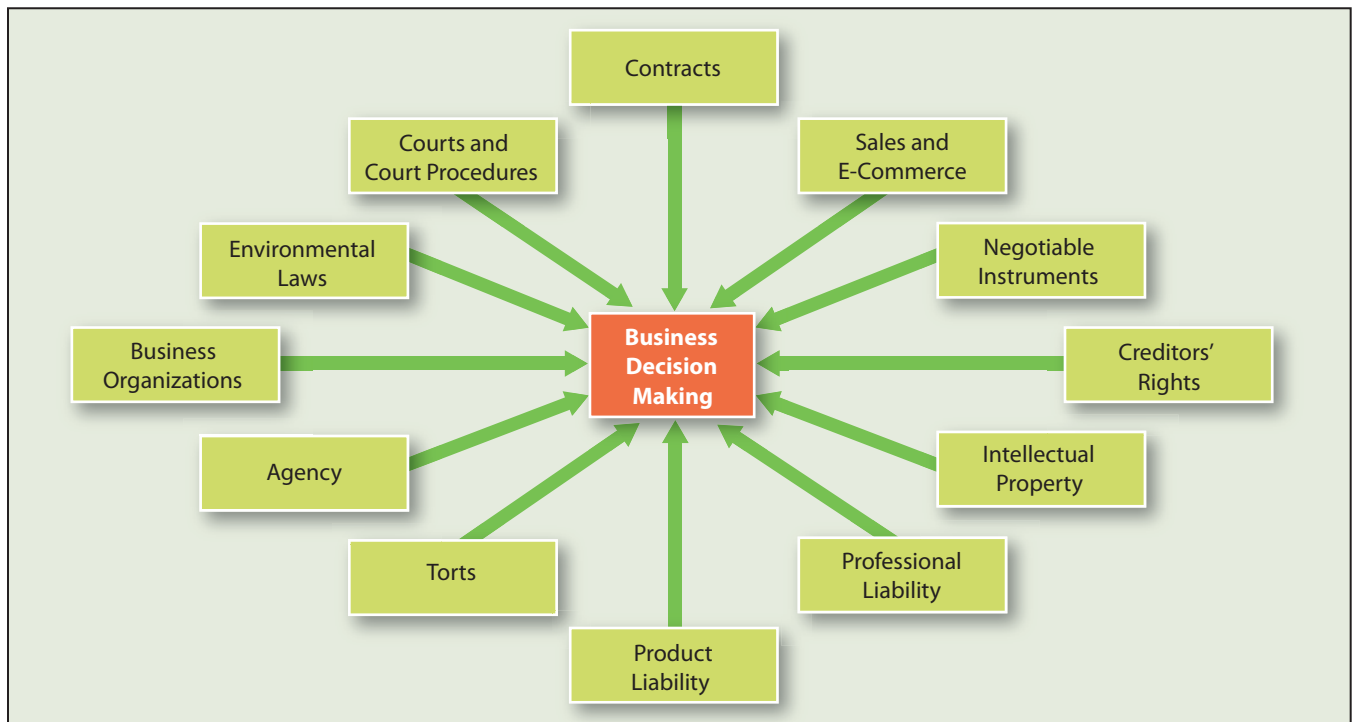 Contracts
Courts and
Court Procedures
Sales and
E-Commerce
Environmental
Laws
Negotiable
Instruments
Business
Organizations
Business
Decision
Making
Creditors’
Rights
Agency
Intellectual
Property
Torts
Professional
Liability
Product
Liability